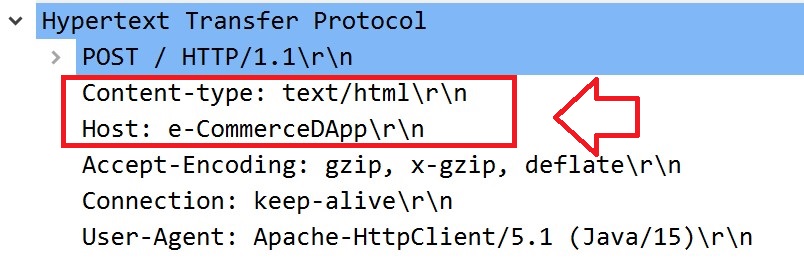 Hypertext Transfer Protocol
POST / HTTP/1.1\r\n
Content-type: text/html\r\n
Host: e-CommerceDApp\r\n
Accept-Encoding: gzip, x-gzip, deflate\r\n
Connection: keep-alive\r\n
User-Agent: Apache-HttpClient/5.1 (Java/15)\r\n